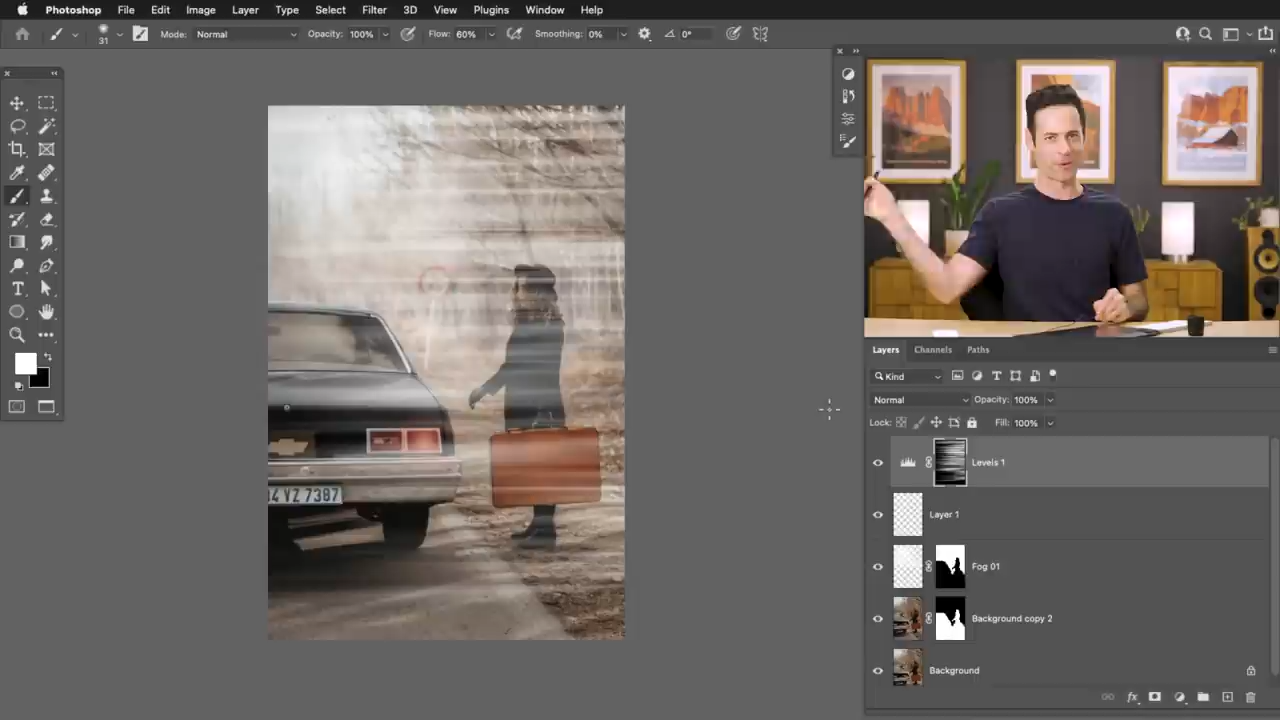 Photoshop File Edit Image Layer Type Select Filter 3D View Plugins Window Help
31 Mode: Normal Opacity: 100% Flow: 60% Smoothing: 0% 0°
Layers Channels Paths
Kind
Normal Opacity: 100%
Lock: Fill: 100%
Levels 1
Layer 1
Fog 01
Background copy 2
Background
34 VZ 7387